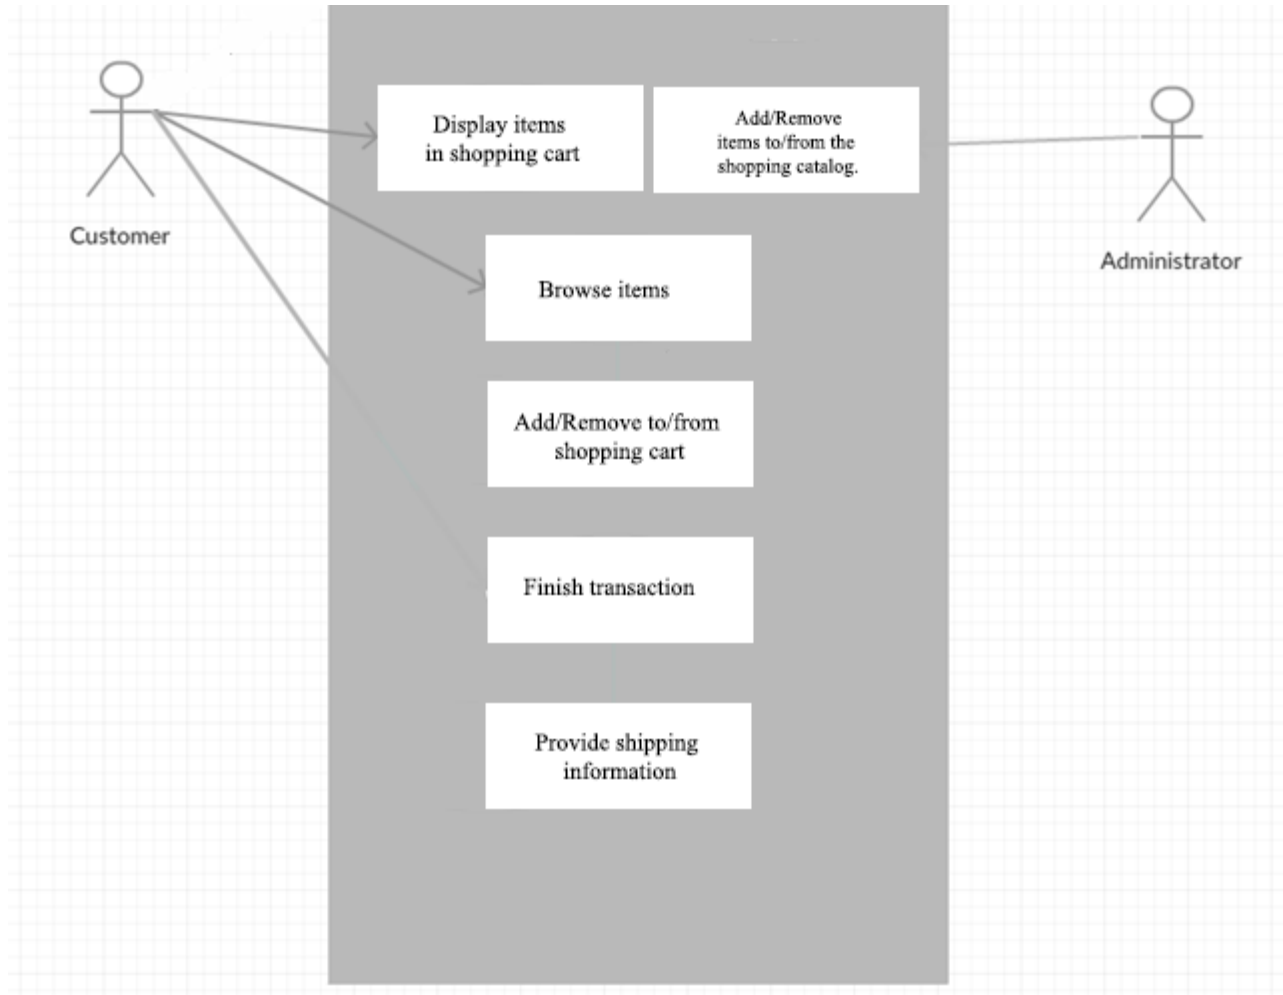 Display items
in shopping cart
Add/Remove
items to/from the
shopping catalog.
Customer
Administrator
Browse items
Add/Remove to/from
shopping cart
Finish transaction
Provide shipping
information